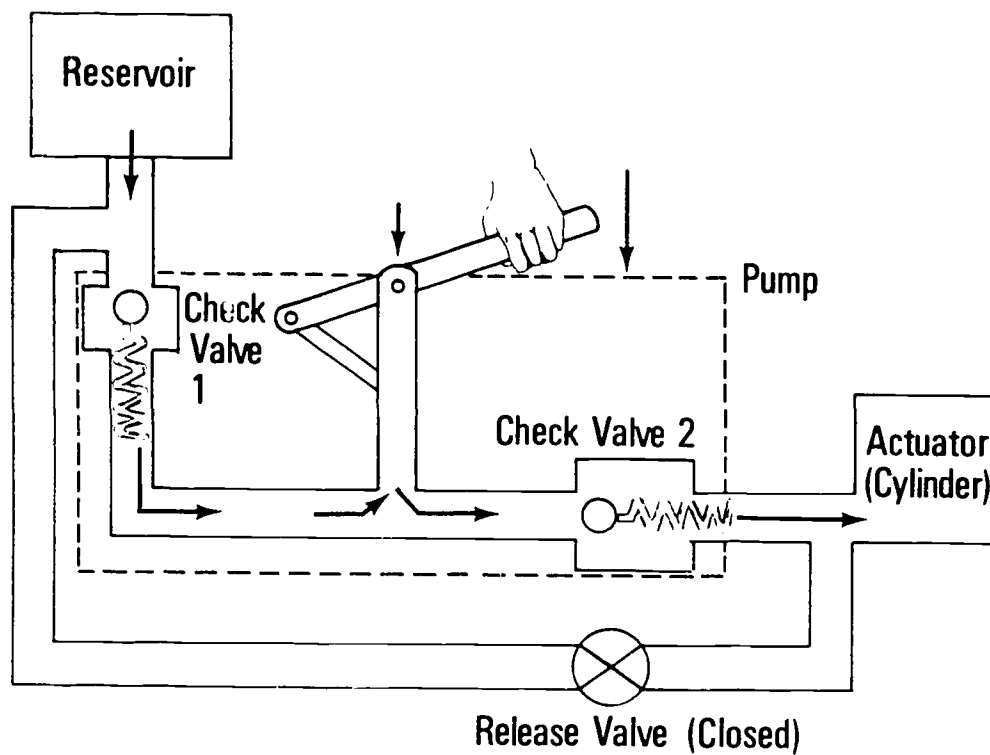 Reservoir
Pump
Check
Valve
1
Check Valve 2
Actuator
(Cylinder)
Release Valve (Closed)